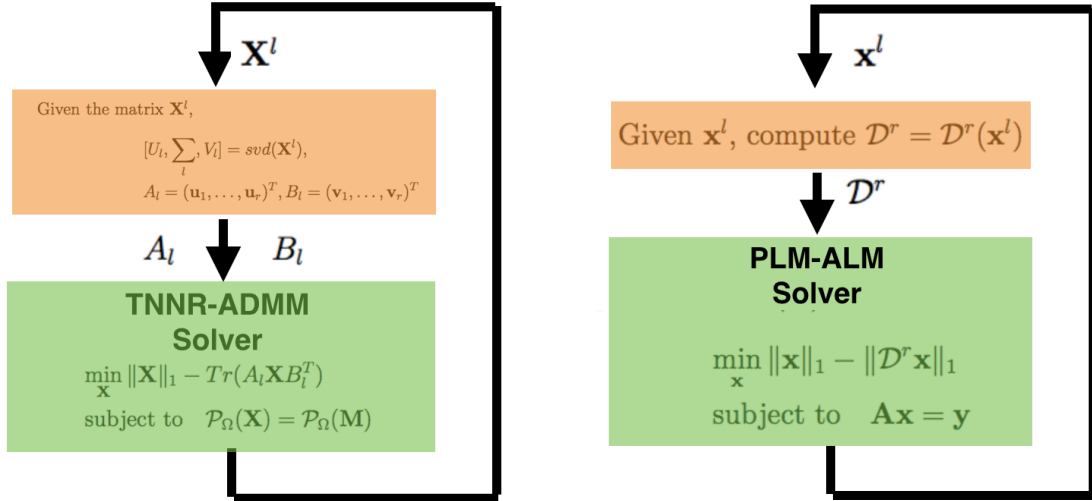 𝐗^l
Given the matrix 𝐗^l,
[U_l, ∑_l, V_l] = svd(𝐗^l),
A_l = (𝐮_1, . . . , 𝐮_r)^T, B_l = (𝐯_1, . . . , 𝐯_r)^T
A_l B_l
TNNR-ADMM
Solver
min_𝐗 ‖𝐗‖_1 − Tr(A_l 𝐗 B_l^T)
subject to 𝒫_Ω(𝐗) = 𝒫_Ω(𝐌)
𝐱^l
Given 𝐱^l, compute 𝒟^r = 𝒟^r(𝐱^l)
𝒟^r
PLM-ALM
Solver
min_𝐱 ‖𝐱‖_1 − ‖𝒟^r 𝐱‖_1
subject to 𝐀𝐱 = 𝐲